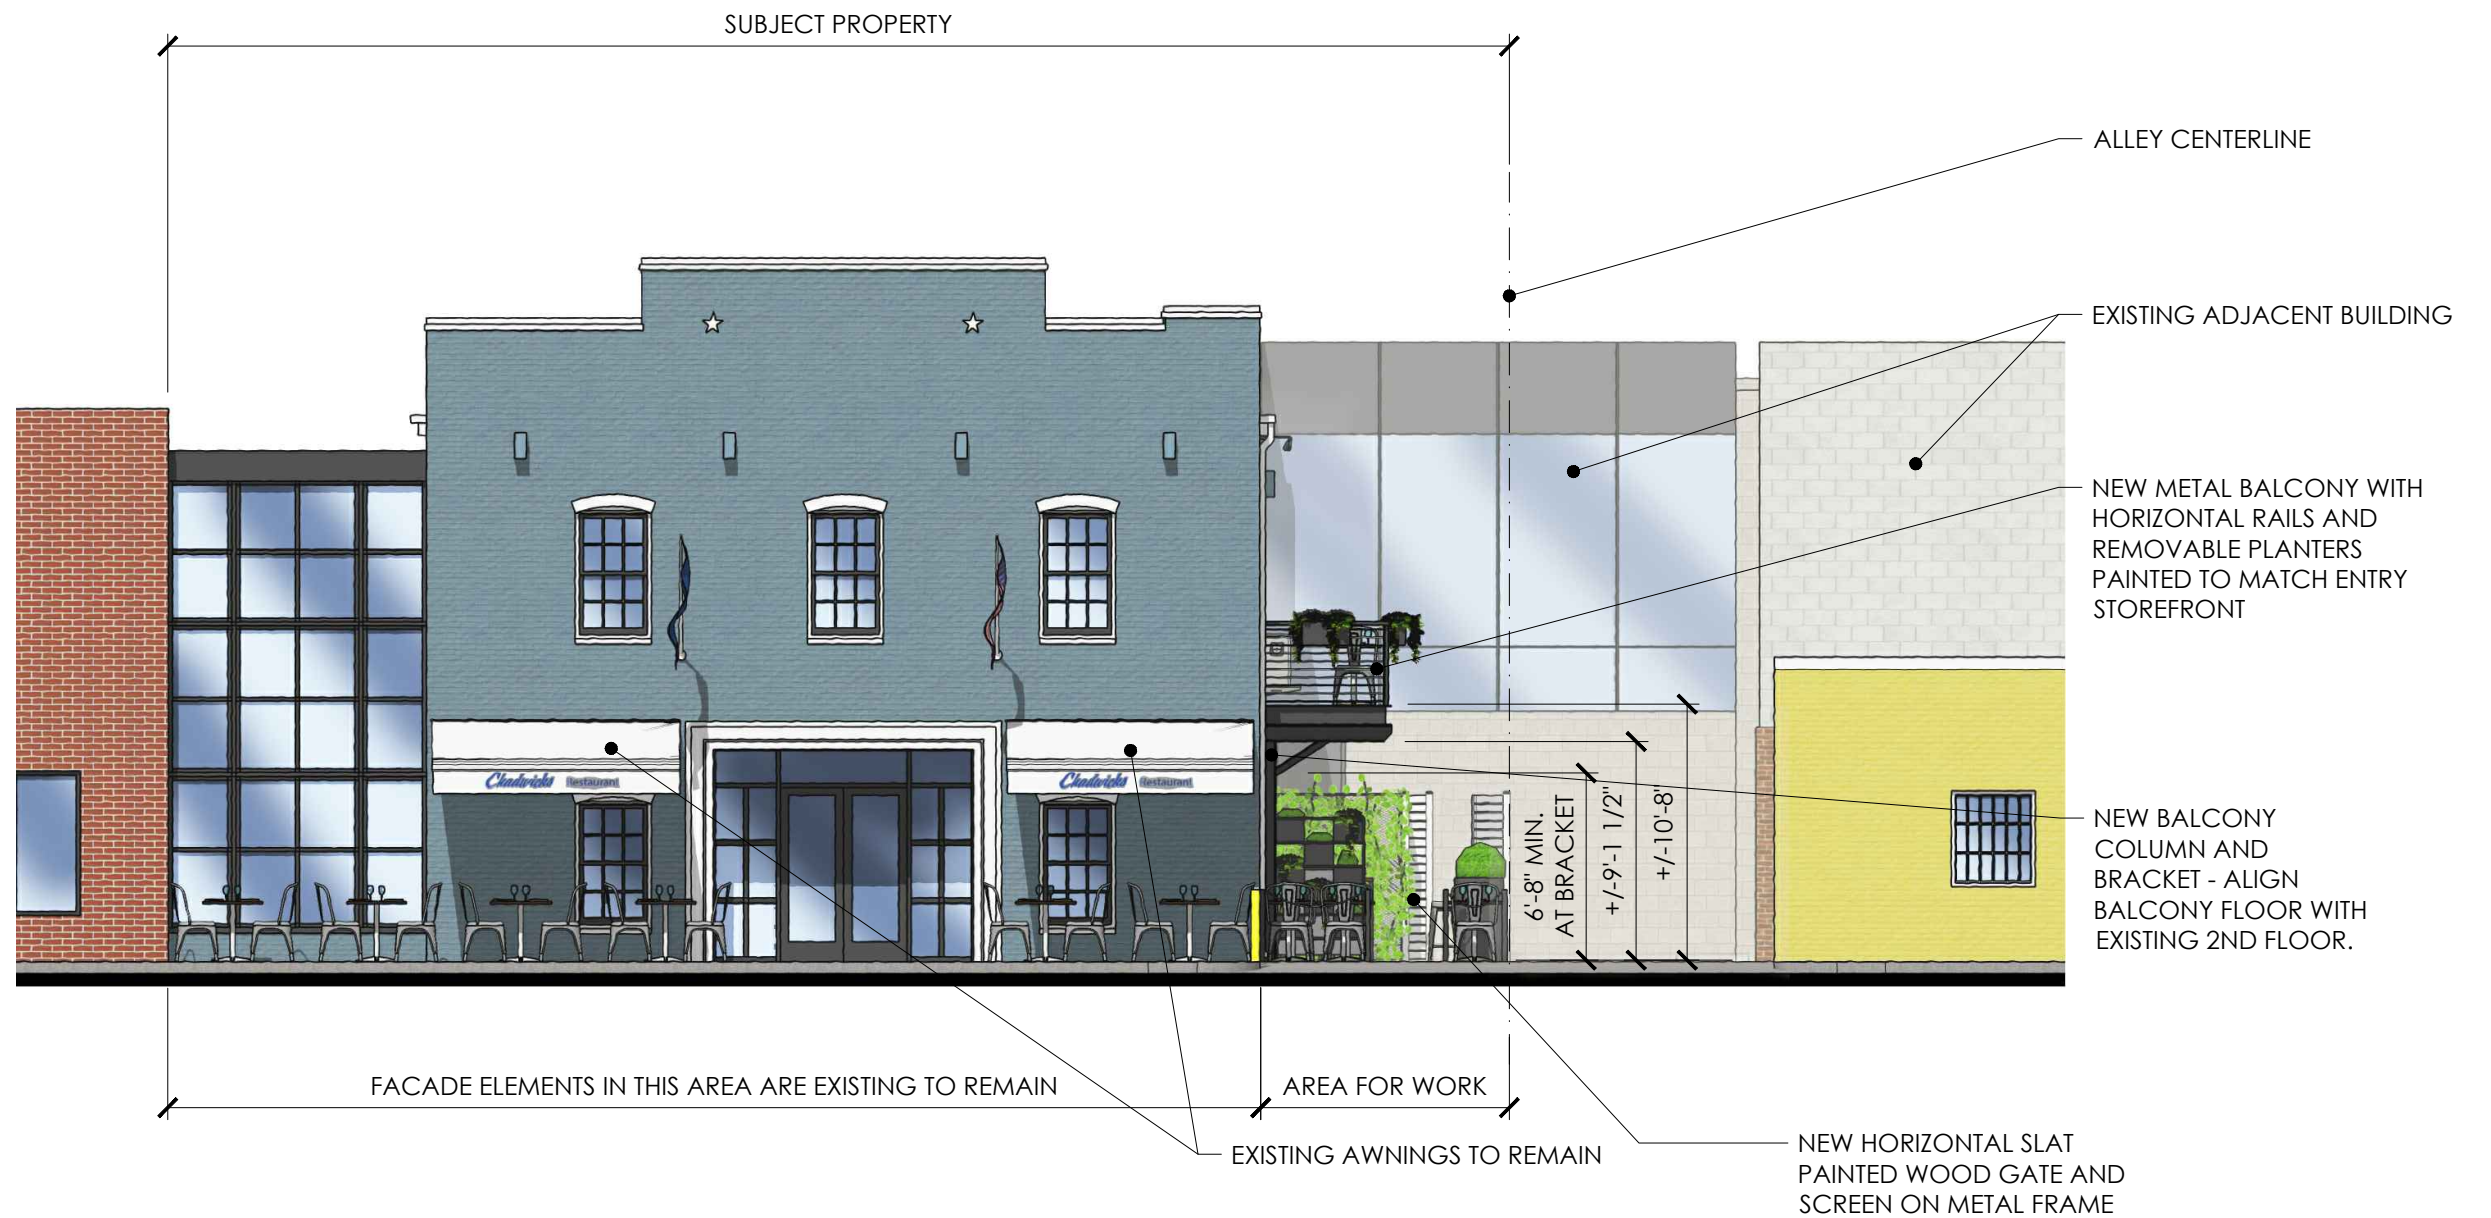 SUBJECT PROPERTY
ALLEY CENTERLINE
EXISTING ADJACENT BUILDING
NEW METAL BALCONY WITH
HORIZONTAL RAILS AND
REMOVABLE PLANTERS
PAINTED TO MATCH ENTRY
STOREFRONT
Chadwicks Restaurant
Chadwicks Restaurant
6'-8" MIN.
AT BRACKET
+/-9'-1 1/2"
+/-10'-8"
NEW BALCONY
COLUMN AND
BRACKET - ALIGN
BALCONY FLOOR WITH
EXISTING 2ND FLOOR.
FACADE ELEMENTS IN THIS AREA ARE EXISTING TO REMAIN
AREA FOR WORK
EXISTING AWNINGS TO REMAIN
NEW HORIZONTAL SLAT
PAINTED WOOD GATE AND
SCREEN ON METAL FRAME